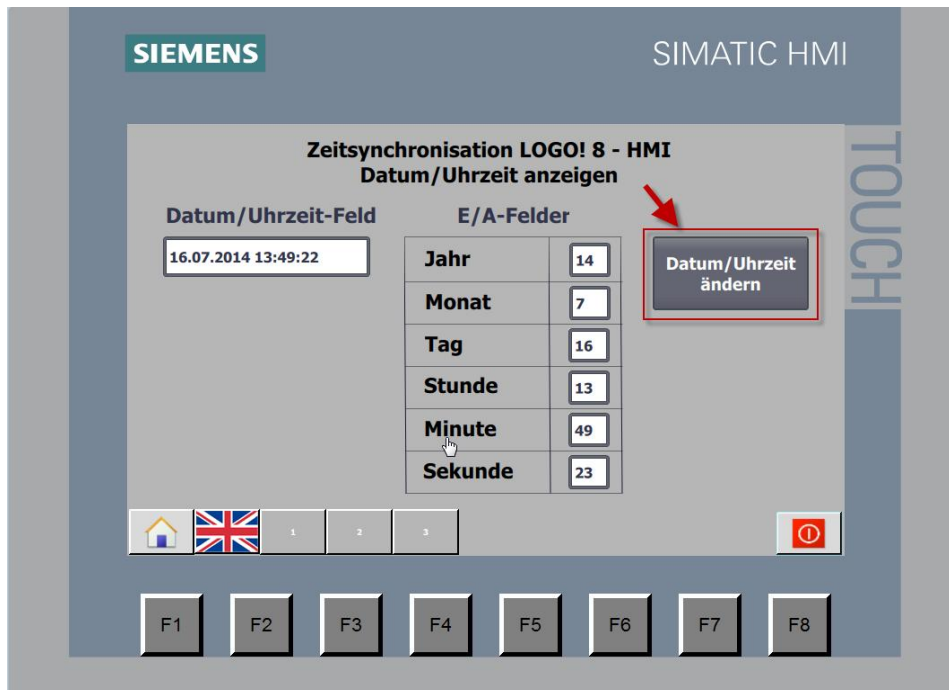 SIEMENS
SIMATIC HMI
TOUCH
Zeitsynchronisation LOGO! 8 - HMI
Datum/Uhrzeit anzeigen
Datum/Uhrzeit-Feld
E/A-Felder
16.07.2014 13:49:22
Jahr 14
Monat 7
Tag 16
Stunde 13
Minute 49
Sekunde 23
Datum/Uhrzeit
ändern
1 2 3
F1 F2 F3 F4 F5 F6 F7 F8